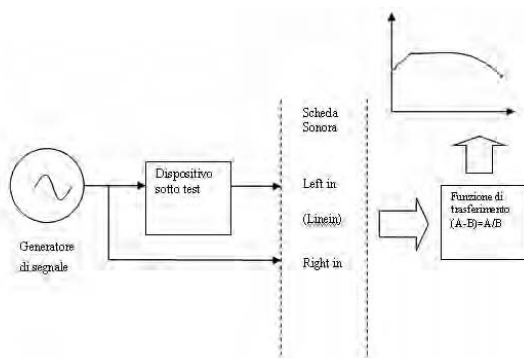 Scheda
Sonora
Dispositivo
sotto test
Left in
Funzione di
trasferimento
(A-B)=A/B
(Linein)
Generatore
di segnale
Right in